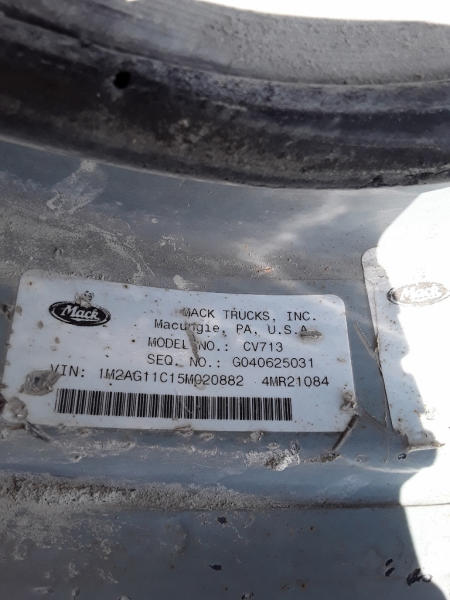 Mack
MACK TRUCKS, INC.
Macungie, PA, U.S.A
MODEL NO.: CV713
SEQ. NO.: G040625031
VIN: 1M2AG11C15M020882 4MR21084
Mack